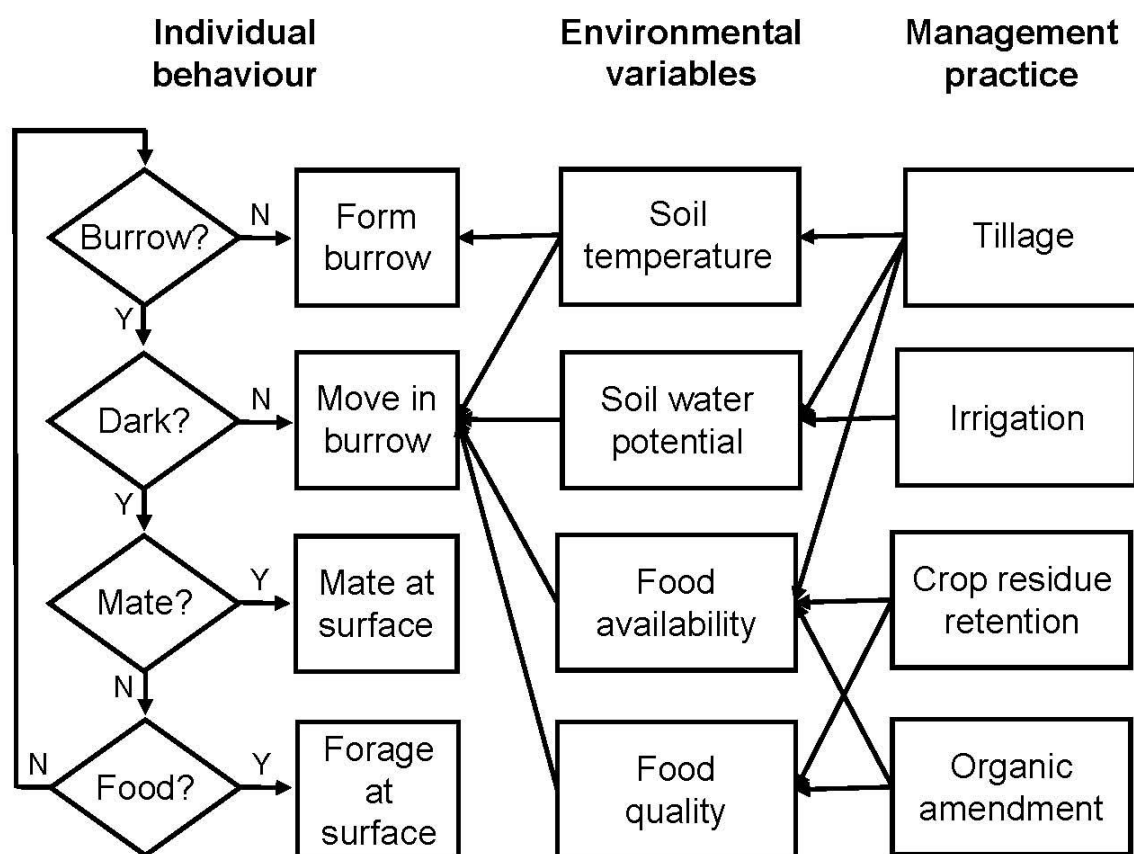 Individual
behaviour
Environmental
variables
Management
practice
Burrow?
N
Form
burrow
Soil
temperature
Tillage
Y
Dark?
N
Move in
burrow
Soil water
potential
Irrigation
Y
Mate?
Y
Mate at
surface
Food
availability
Crop residue
retention
N
N
Food?
Y
Forage
at
surface
Food
quality
Organic
amendment